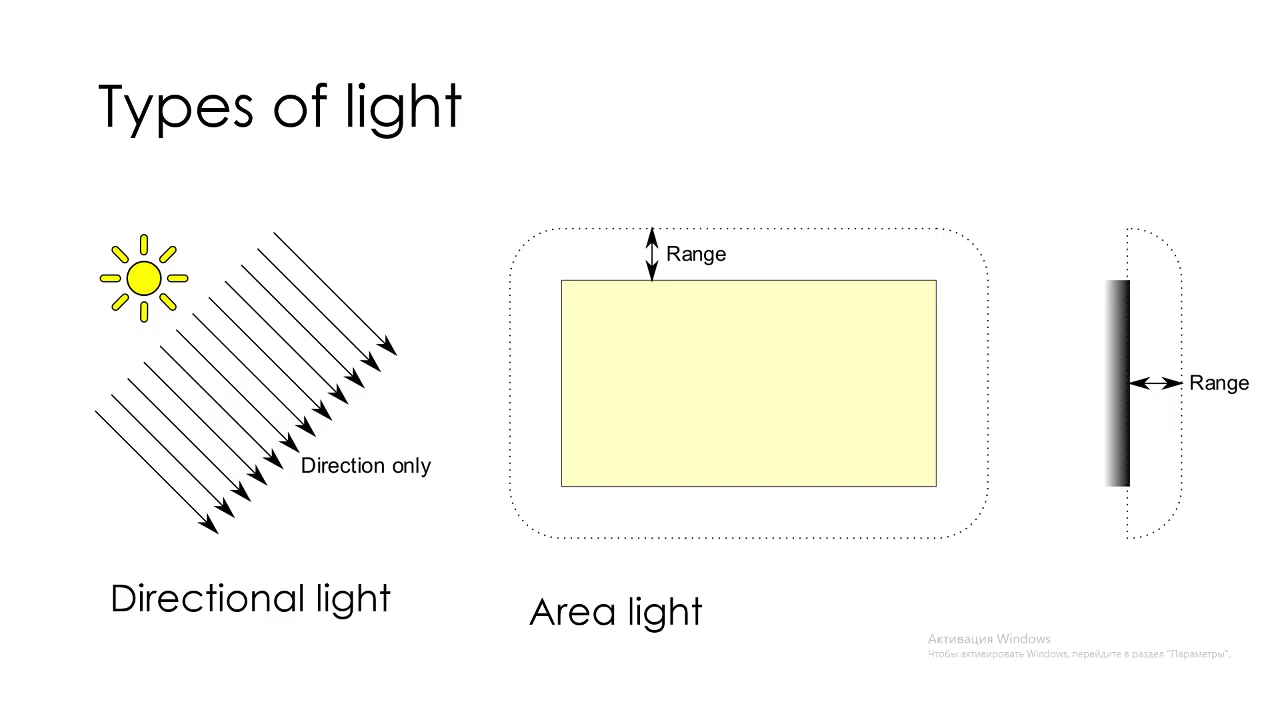 Types of light
Range
Range
Direction only
Directional light
Area light
Активация Windows
Чтобы активировать Windows, перейдите в раздел "Параметры".